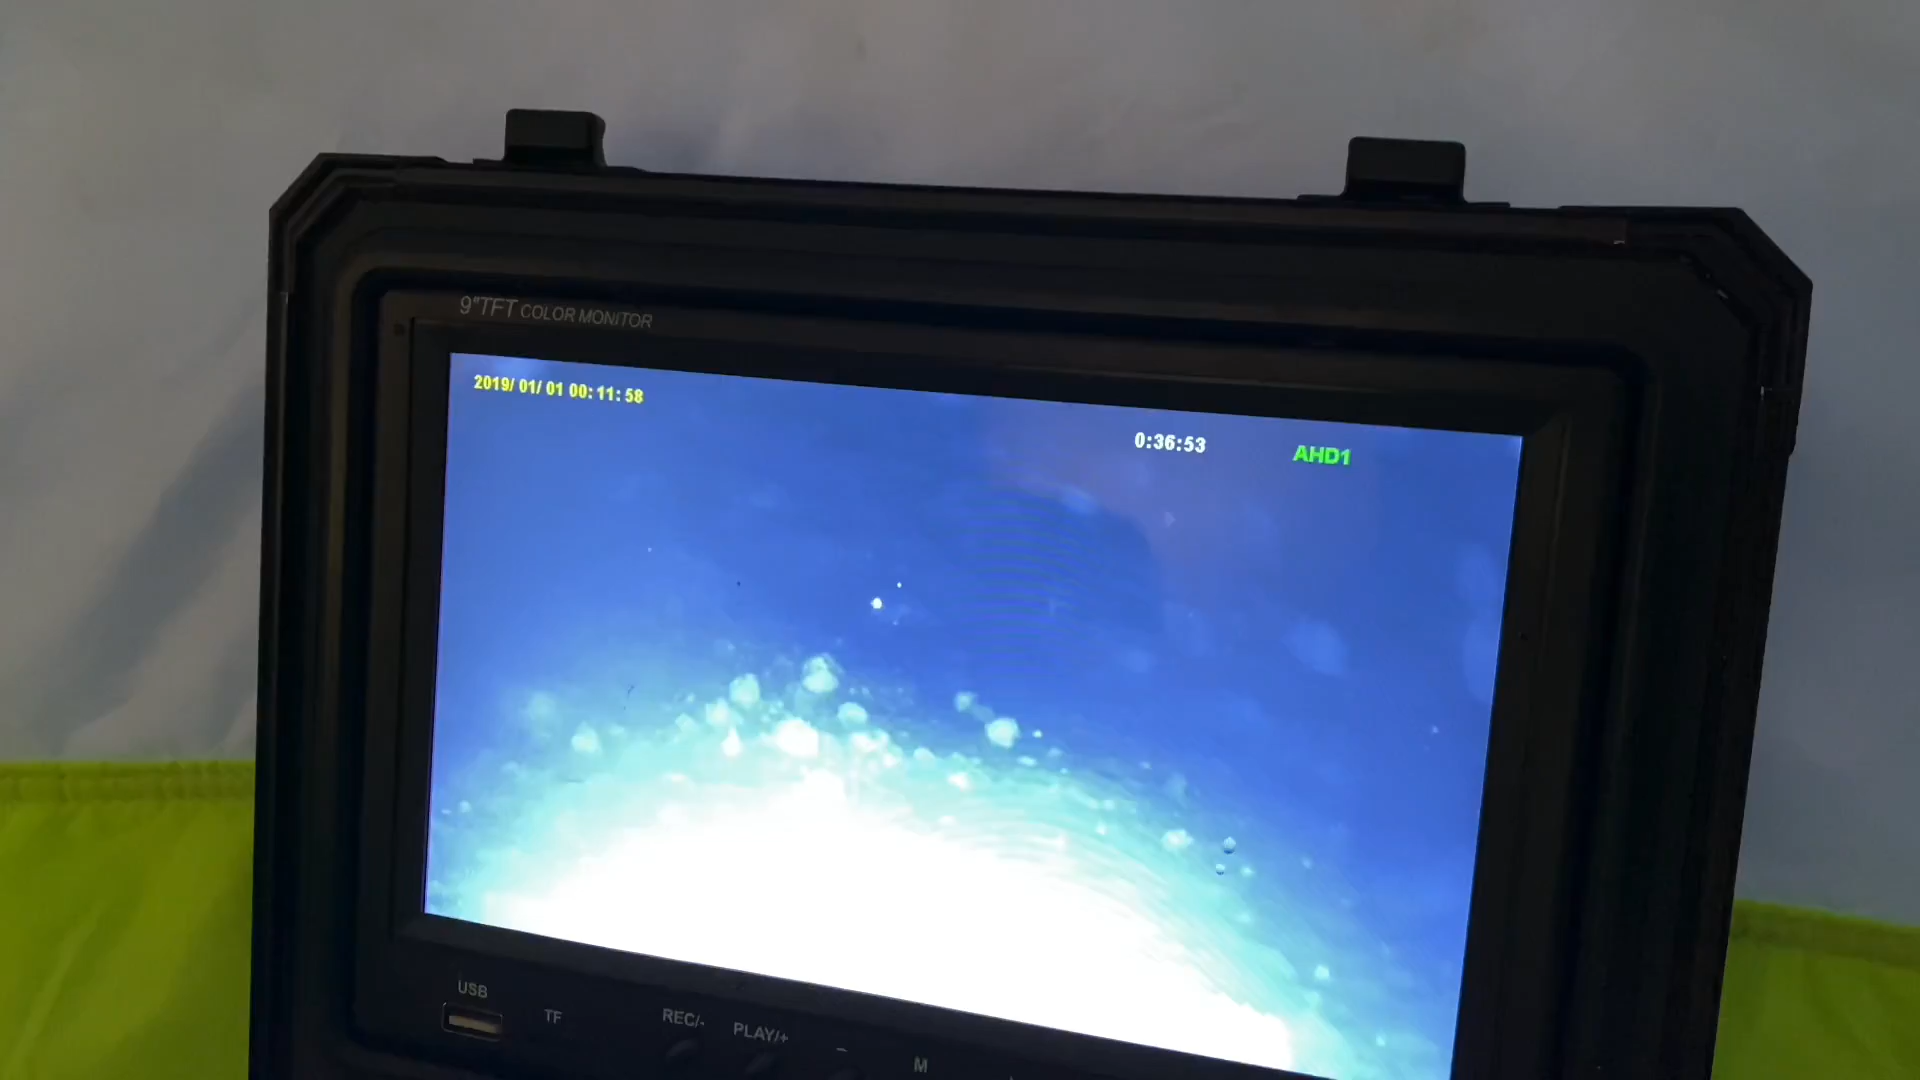 9"TFT COLOR MONITOR
2019/01/01 00:11:58
0:36:53
AHD1
USB
TF
REC/-
PLAY/+
M